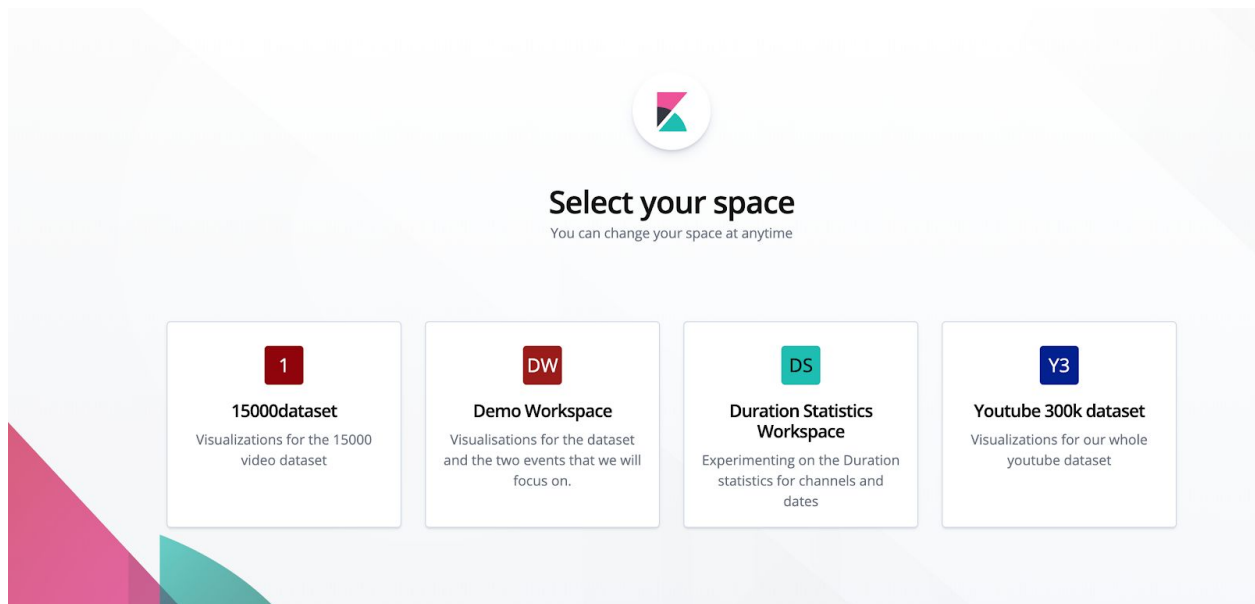 Select your space
You can change your space at anytime
1
15000dataset
Visualizations for the 15000
video dataset
DW
Demo Workspace
Visualisations for the dataset
and the two events that we will
focus on.
DS
Duration Statistics
Workspace
Experimenting on the Duration
statistics for channels and
dates
Y3
Youtube 300k dataset
Visualizations for our whole
youtube dataset